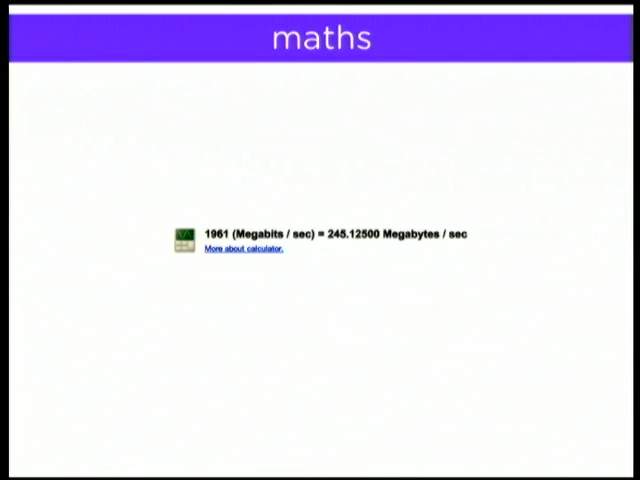 maths
1961 (Megabits / sec) = 245.12500 Megabytes / sec
More about calculator.